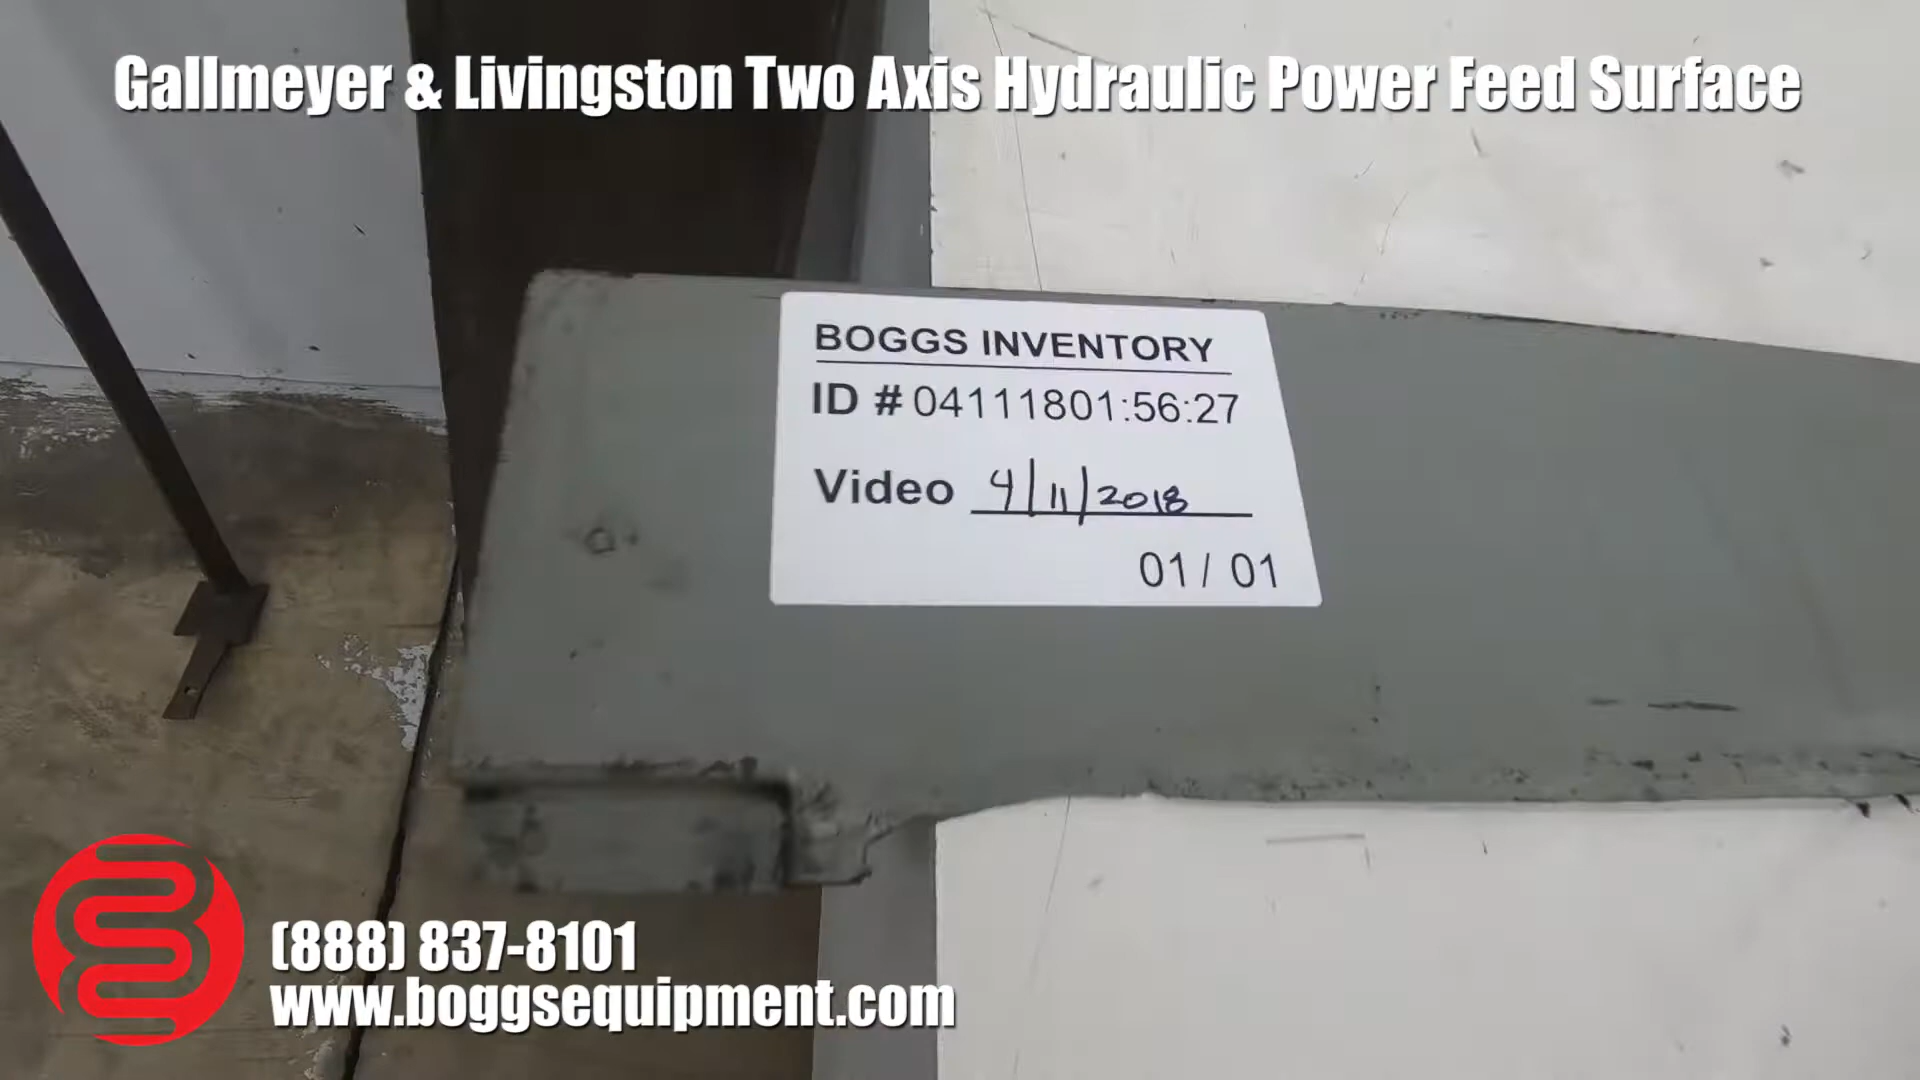 Gallmeyer & Livingston Two Axis Hydraulic Power Feed Surface
BOGGS INVENTORY
ID # 04111801:56:27
Video 4/11/2018
01 / 01
(888) 837-8101
www.boggsequipment.com